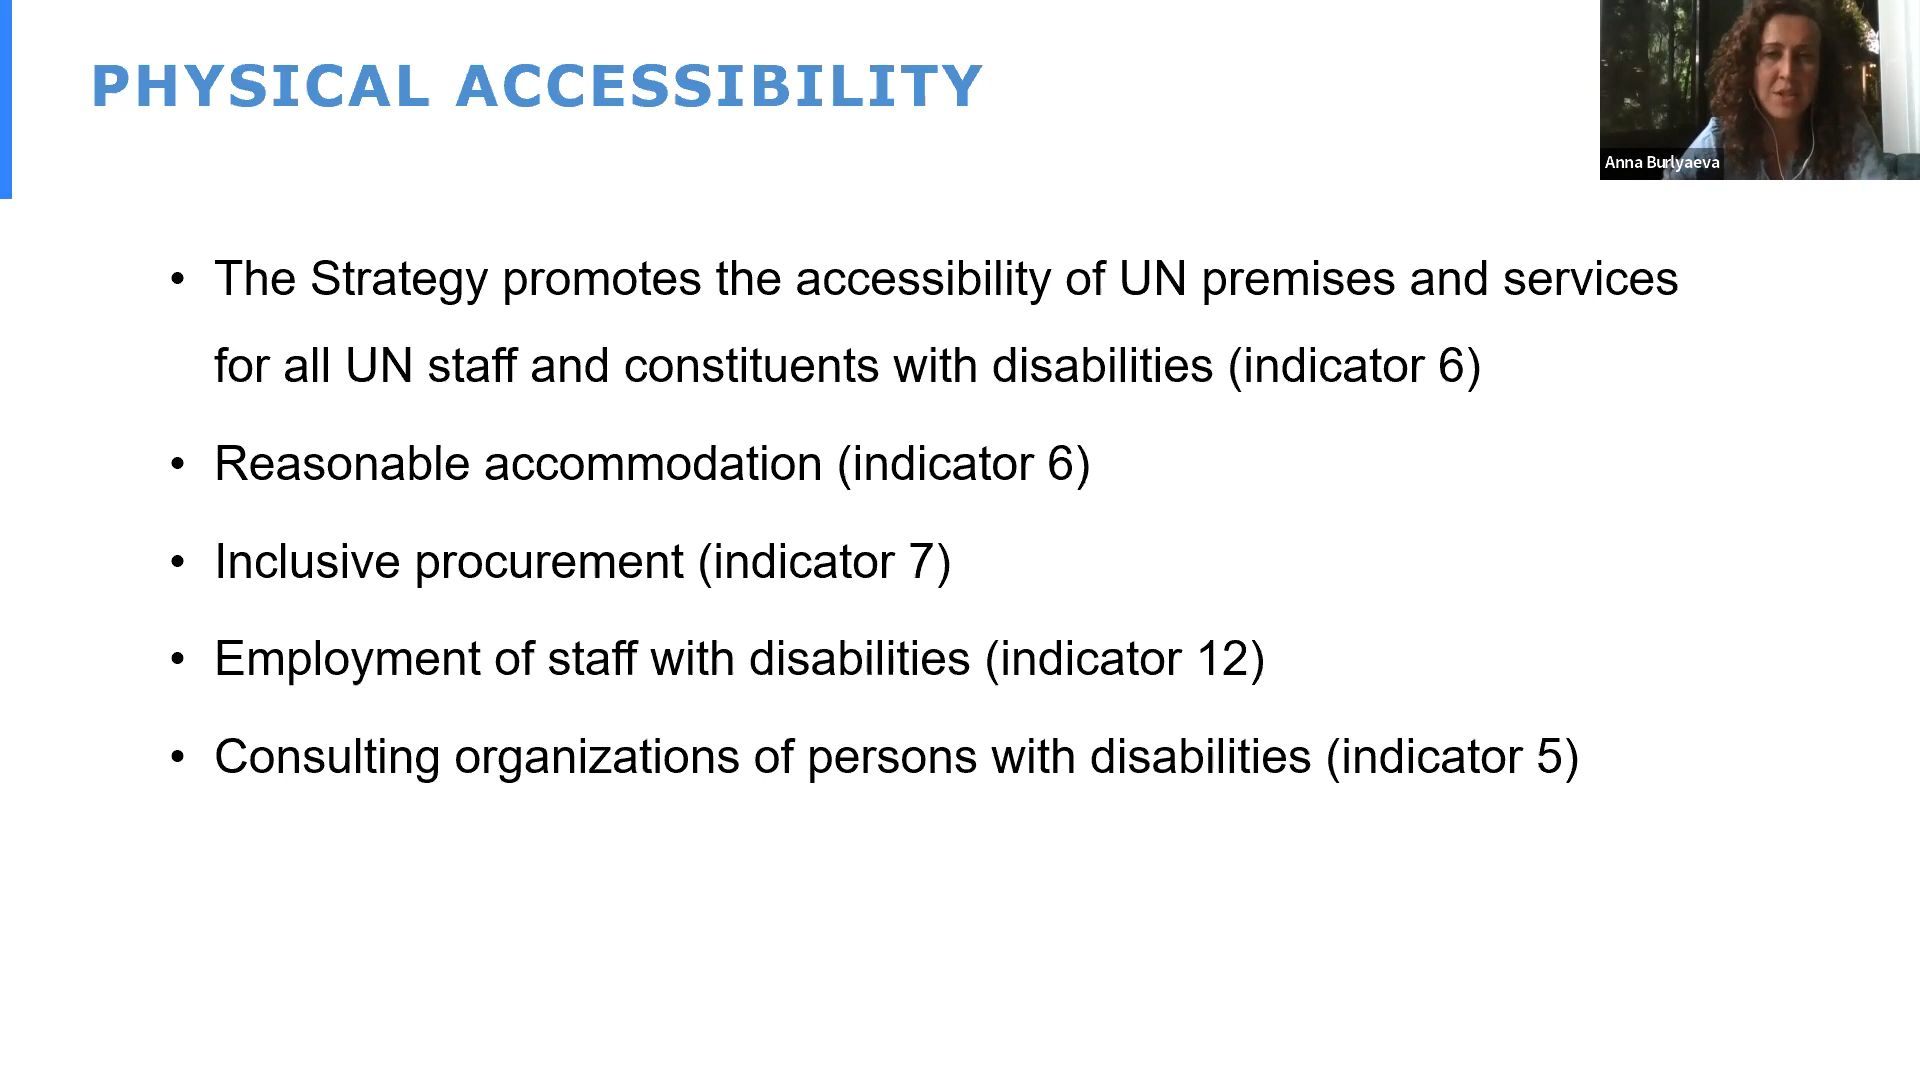 PHYSICAL ACCESSIBILITY
Anna Burlyaeva
• The Strategy promotes the accessibility of UN premises and services
for all UN staff and constituents with disabilities (indicator 6)
• Reasonable accommodation (indicator 6)
• Inclusive procurement (indicator 7)
• Employment of staff with disabilities (indicator 12)
• Consulting organizations of persons with disabilities (indicator 5)